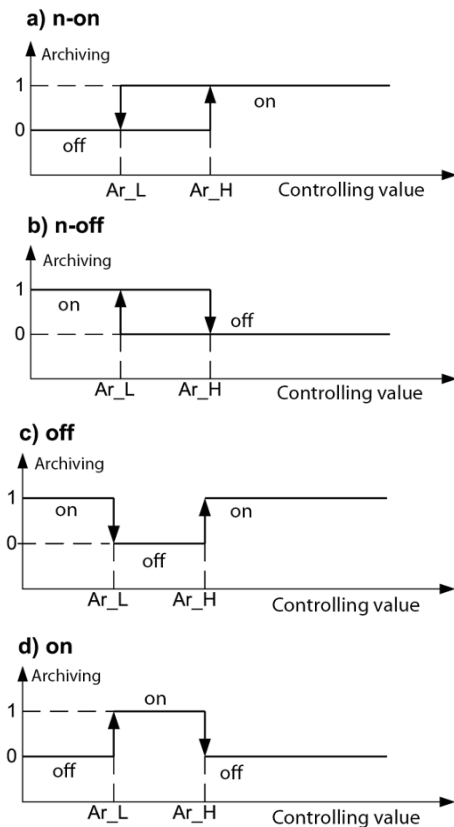 a) n-on
Archiving
1
on
0
off
Ar_L Ar_H Controlling value
b) n-off
Archiving
1
on
off
0
Ar_L Ar_H Controlling value
c) off
Archiving
1
on on
0
off
Ar_L Ar_H Controlling value
d) on
Archiving
on
1
0
off off
Ar_L Ar_H Controlling value